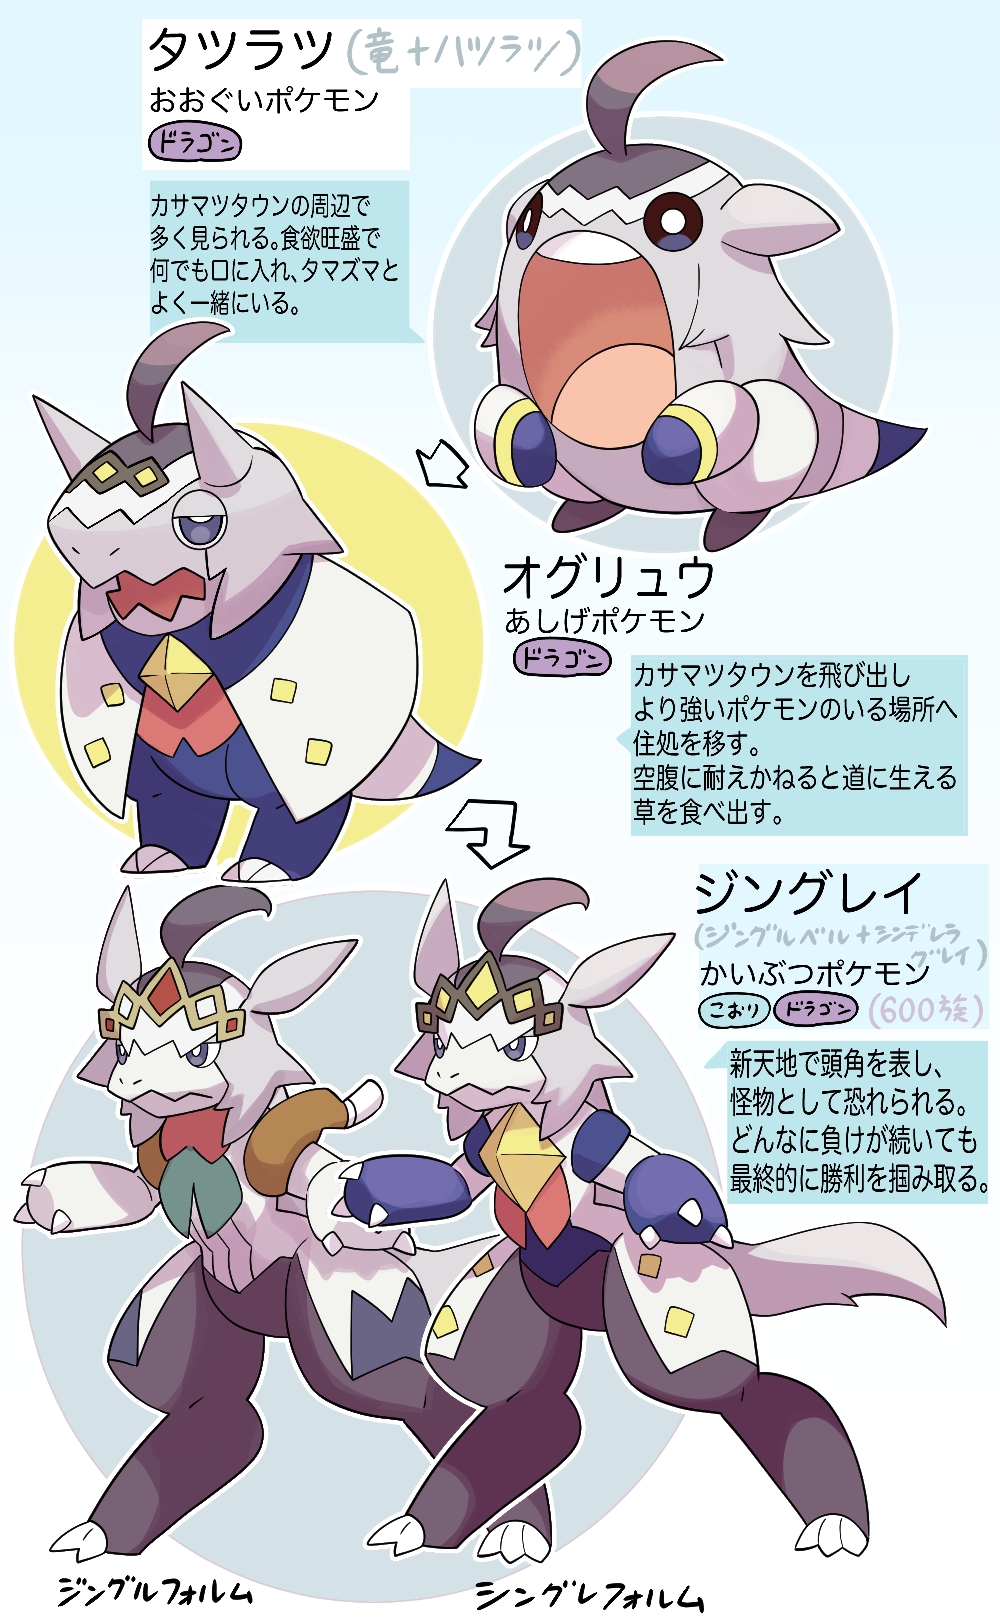 タツラツ(竜+ハツラツ)
おおぐいポケモン
ドラゴン
カサマツタウンの周辺で
多く見られる。食欲旺盛で
何でも口に入れ、タマズマと
よく一緒にいる。
オグリュウ
あしげポケモン
ドラゴン
カサマツタウンを飛び出し
より強いポケモンのいる場所へ
住処を移す。
空腹に耐えかねると道に生える
草を食べ出す。
ジングレイ
(ジングルベル+シンデレラ
グレイ)
かいぶつポケモン
こおり ドラゴン (600族)
新天地で頭角を表し、
怪物として恐れられる。
どんなに負けが続いても
最終的に勝利を掴み取る。
ジングルフォルム
シングレフォルム